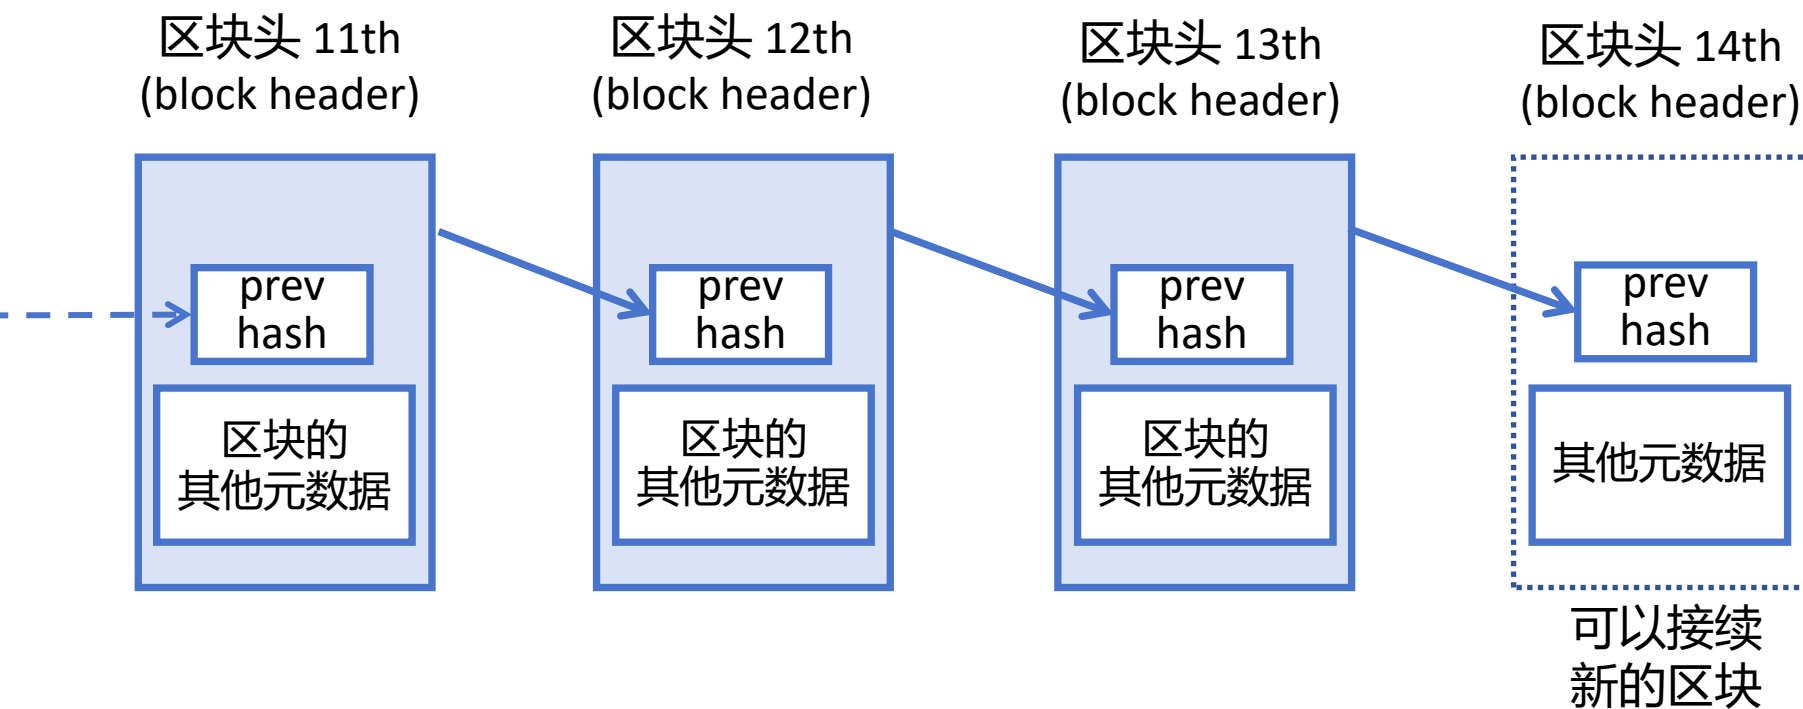 区块头 11th
(block header)
区块头 12th
(block header)
区块头 13th
(block header)
区块头 14th
(block header)
prev
hash
区块的
其他元数据
prev
hash
区块的
其他元数据
prev
hash
区块的
其他元数据
prev
hash
其他元数据
可以接续
新的区块